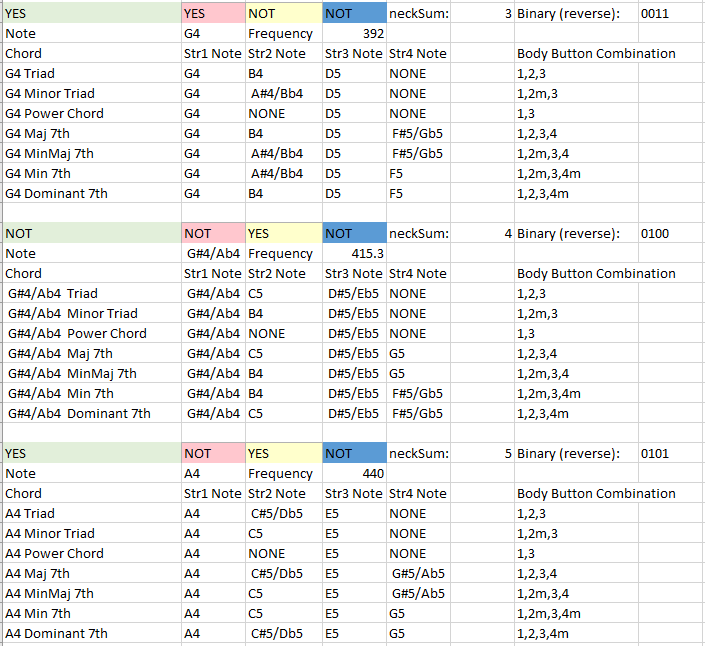 YES YES NOT NOT neckSum: 3 Binary (reverse): 0011
Note G4 Frequency 392
Chord Str1 Note Str2 Note Str3 Note Str4 Note Body Button Combination
G4 Triad G4 B4 D5 NONE 1,2,3
G4 Minor Triad G4 A#4/Bb4 D5 NONE 1,2m,3
G4 Power Chord G4 NONE D5 NONE 1,3
G4 Maj 7th G4 B4 D5 F#5/Gb5 1,2,3,4
G4 MinMaj 7th G4 A#4/Bb4 D5 F#5/Gb5 1,2m,3,4
G4 Min 7th G4 A#4/Bb4 D5 F5 1,2m,3,4m
G4 Dominant 7th G4 B4 D5 F5 1,2,3,4m
NOT NOT YES NOT neckSum: 4 Binary (reverse): 0100
Note G#4/Ab4 Frequency 415.3
Chord Str1 Note Str2 Note Str3 Note Str4 Note Body Button Combination
G#4/Ab4 Triad G#4/Ab4 C5 D#5/Eb5 NONE 1,2,3
G#4/Ab4 Minor Triad G#4/Ab4 B4 D#5/Eb5 NONE 1,2m,3
G#4/Ab4 Power Chord G#4/Ab4 NONE D#5/Eb5 NONE 1,3
G#4/Ab4 Maj 7th G#4/Ab4 C5 D#5/Eb5 G5 1,2,3,4
G#4/Ab4 MinMaj 7th G#4/Ab4 B4 D#5/Eb5 G5 1,2m,3,4
G#4/Ab4 Min 7th G#4/Ab4 B4 D#5/Eb5 F#5/Gb5 1,2m,3,4m
G#4/Ab4 Dominant 7th G#4/Ab4 C5 D#5/Eb5 F#5/Gb5 1,2,3,4m
YES NOT YES NOT neckSum: 5 Binary (reverse): 0101
Note A4 Frequency 440
Chord Str1 Note Str2 Note Str3 Note Str4 Note Body Button Combination
A4 Triad A4 C#5/Db5 E5 NONE 1,2,3
A4 Minor Triad A4 C5 E5 NONE 1,2m,3
A4 Power Chord A4 NONE E5 NONE 1,3
A4 Maj 7th A4 C#5/Db5 E5 G#5/Ab5 1,2,3,4
A4 MinMaj 7th A4 C5 E5 G#5/Ab5 1,2m,3,4
A4 Min 7th A4 C5 E5 G5 1,2m,3,4m
A4 Dominant 7th A4 C#5/Db5 E5 G5 1,2,3,4m